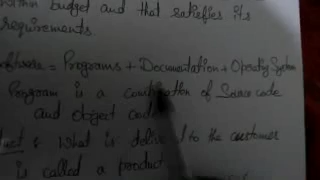 within budget and that satisfies its
requirements.
Software = Programs + Documentation + Operating System
Program is a combination of Source code
and object code
Product : What is delivered to the customer
is called a product